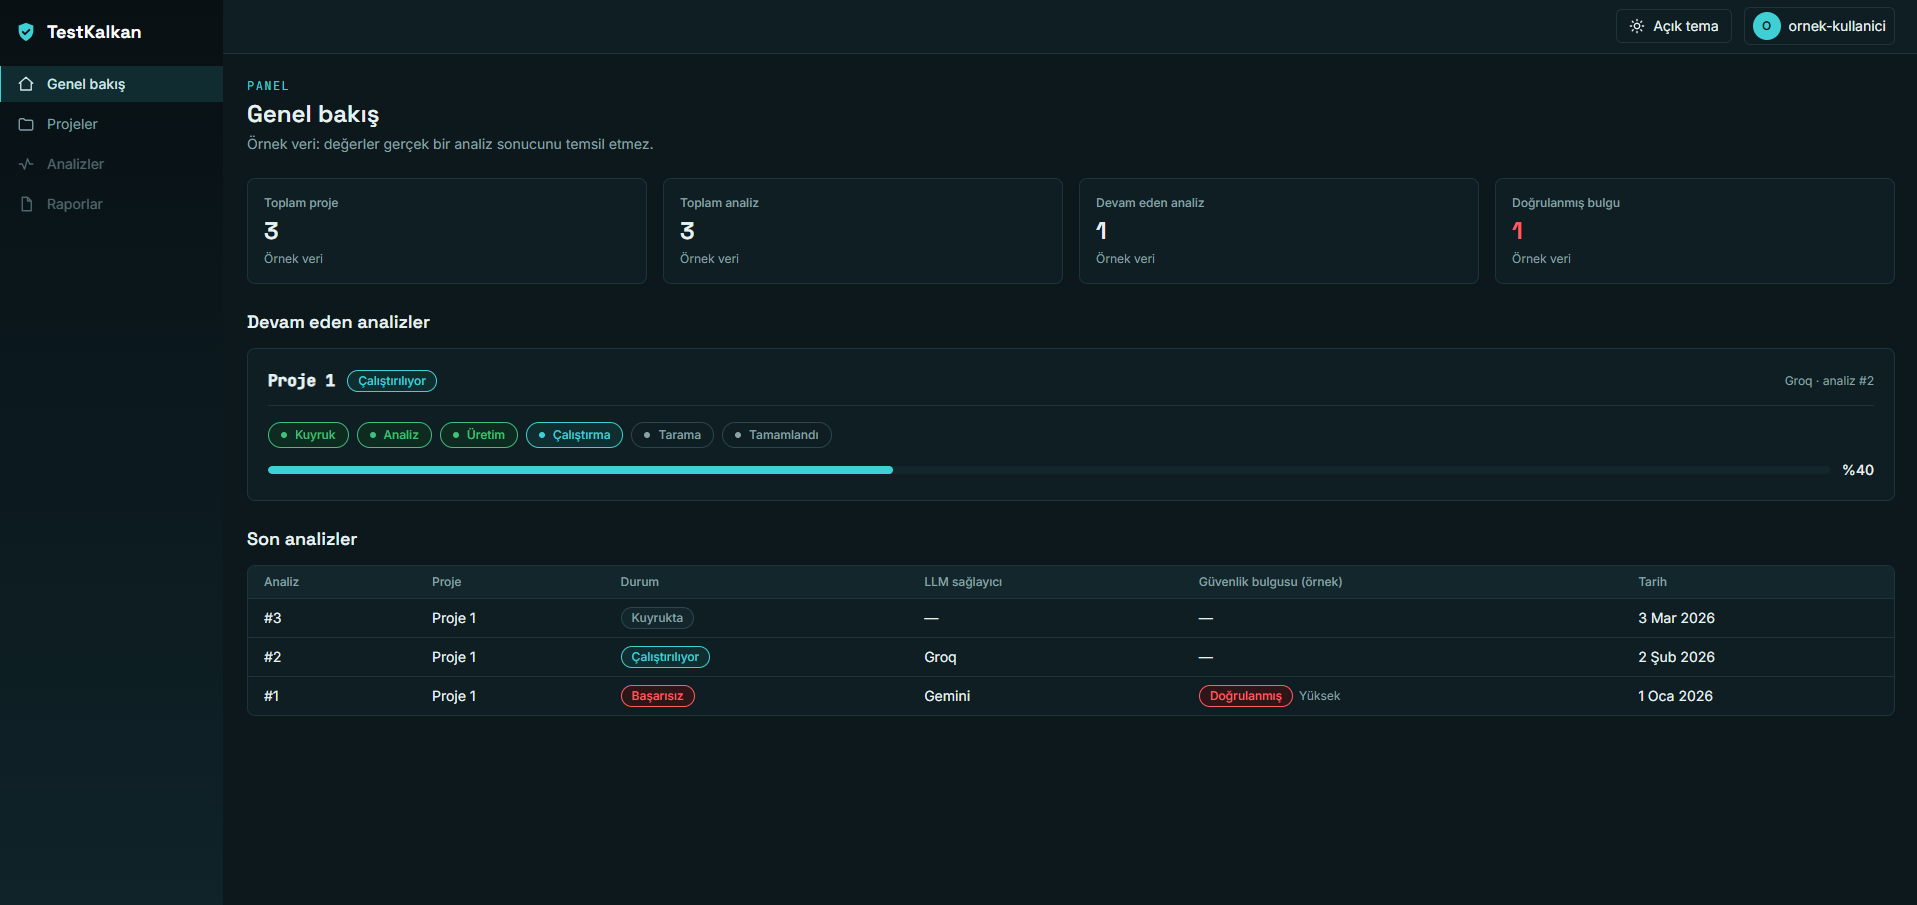 TestKalkan
Açık tema
O
ornek-kullanici
Genel bakış
Projeler
Analizler
Raporlar
PANEL
Genel bakış
Örnek veri: değerler gerçek bir analiz sonucunu temsil etmez.
Toplam proje
3
Örnek veri
Toplam analiz
3
Örnek veri
Devam eden analiz
1
Örnek veri
Doğrulanmış bulgu
1
Örnek veri
Devam eden analizler
Proje 1 Çalıştırılıyor
Groq · analiz #2
Kuyruk Analiz Üretim Çalıştırma Tarama Tamamlandı
%40
Son analizler
Analiz Proje Durum LLM sağlayıcı Güvenlik bulgusu (örnek) Tarih
#3 Proje 1 Kuyrukta — — 3 Mar 2026
#2 Proje 1 Çalıştırılıyor Groq — 2 Şub 2026
#1 Proje 1 Başarısız Gemini Doğrulanmış Yüksek 1 Oca 2026